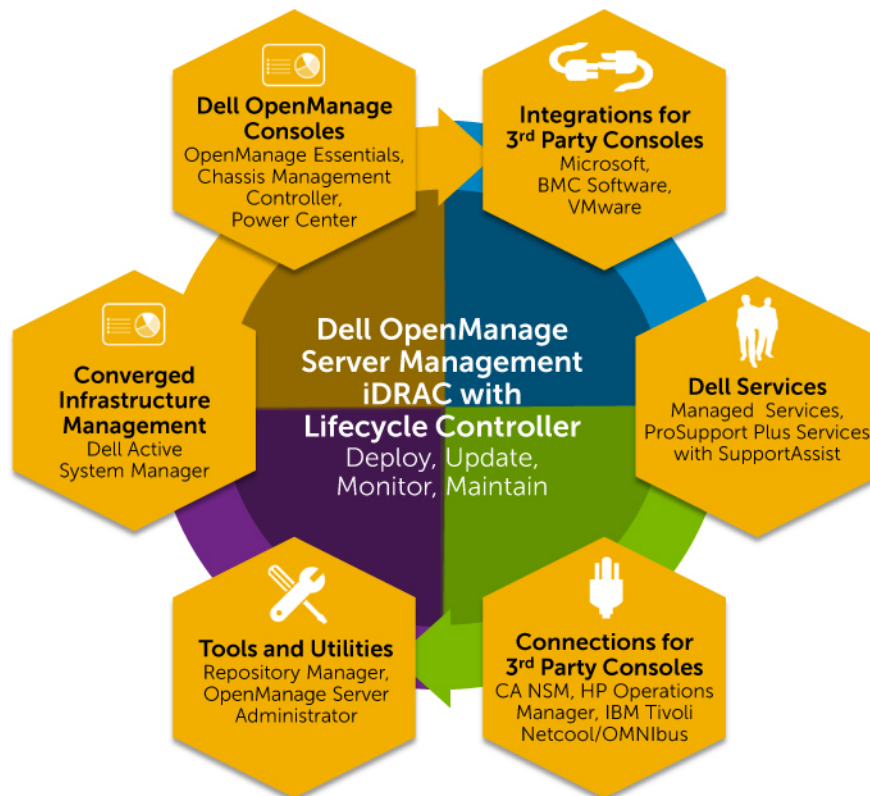 Dell OpenManage
Consoles
OpenManage Essentials,
Chassis Management
Controller,
Power Center
Integrations for
3rd Party Consoles
Microsoft,
BMC Software,
VMware
Converged
Infrastructure
Management
Dell Active
System Manager
Dell OpenManage
Server Management
iDRAC with
Lifecycle Controller
Deploy, Update,
Monitor, Maintain
Dell Services
Managed Services,
ProSupport Plus Services
with SupportAssist
Tools and Utilities
Repository Manager,
OpenManage Server
Administrator
Connections for
3rd Party Consoles
CA NSM, HP Operations
Manager, IBM Tivoli
Netcool/OMNIbus